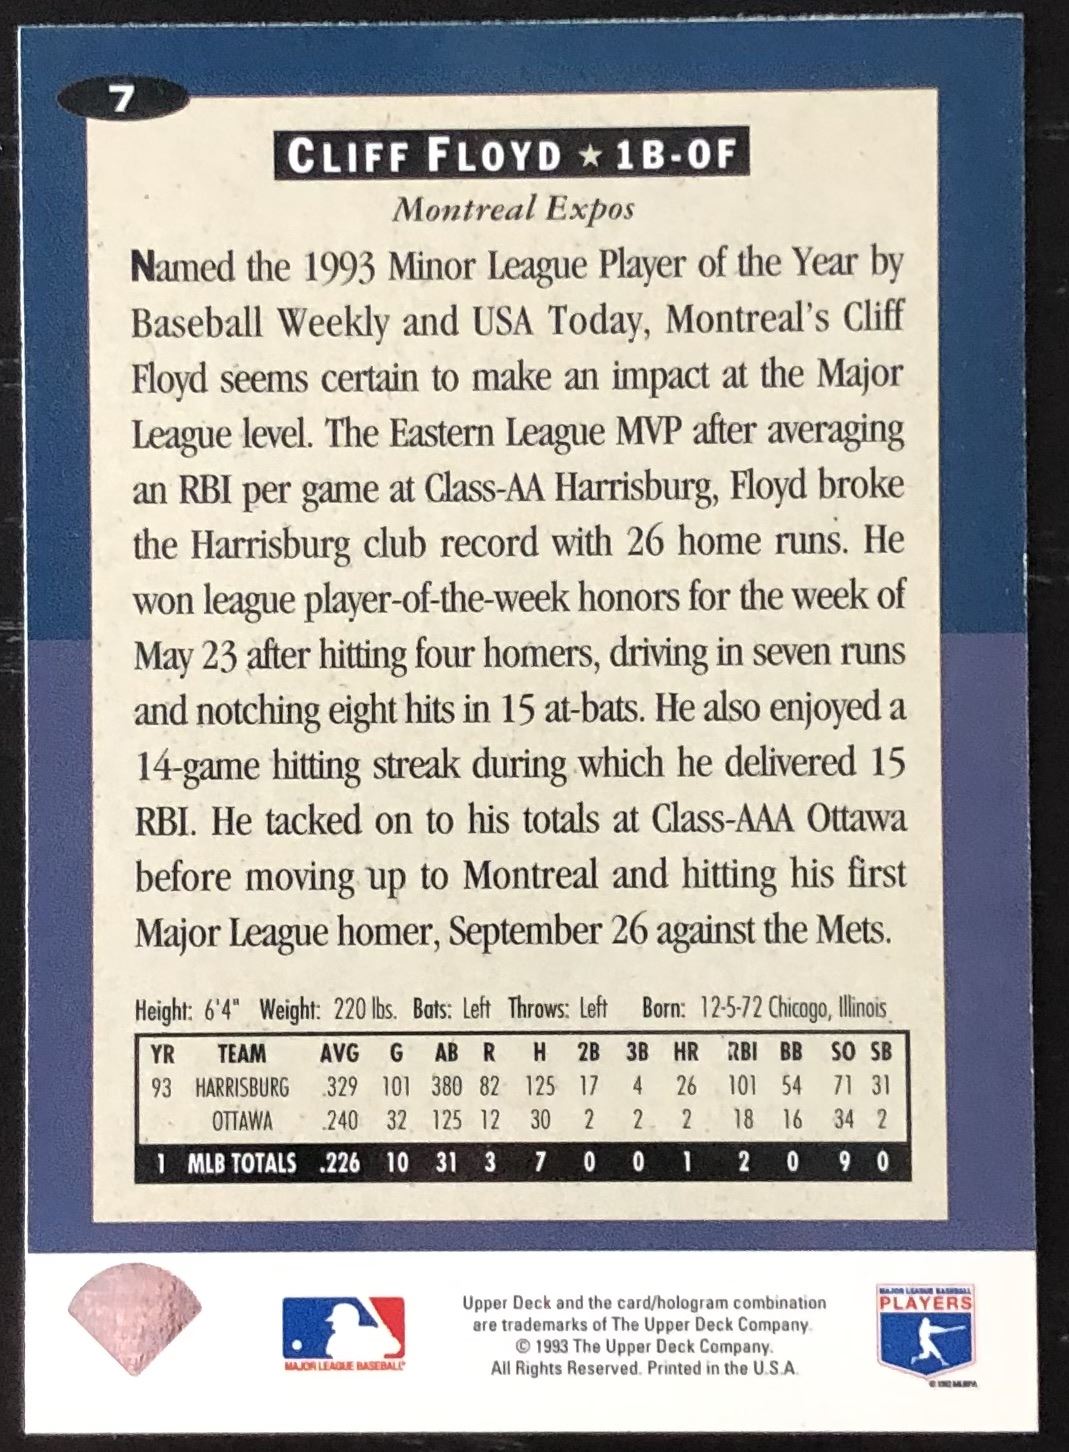 7
CLIFF FLOYD ★ 1B-OF
Montreal Expos
Named the 1993 Minor League Player of the Year by
Baseball Weekly and USA Today, Montreal's Cliff
Floyd seems certain to make an impact at the Major
League level. The Eastern League MVP after averaging
an RBI per game at Class-AA Harrisburg, Floyd broke
the Harrisburg club record with 26 home runs. He
won league player-of-the-week honors for the week of
May 23 after hitting four homers, driving in seven runs
and notching eight hits in 15 at-bats. He also enjoyed a
14-game hitting streak during which he delivered 15
RBI. He tacked on to his totals at Class-AAA Ottawa
before moving up to Montreal and hitting his first
Major League homer, September 26 against the Mets.
Height: 6'4" Weight: 220 lbs. Bats: Left Throws: Left Born: 12-5-72 Chicago, Illinois
YR TEAM AVG G AB R H 2B 3B HR RBI BB SO SB
93 HARRISBURG .329 101 380 82 125 17 4 26 101 54 71 31
OTTAWA .240 32 125 12 30 2 2 2 18 16 34 2
1 MLB TOTALS .226 10 31 3 7 0 0 1 2 0 9 0
Upper Deck and the card/hologram combination
are trademarks of The Upper Deck Company.
© 1993 The Upper Deck Company.
All Rights Reserved. Printed in the U.S.A.
MAJOR LEAGUE BASEBALL
MAJOR LEAGUE BASEBALL
PLAYERS
© 1992 MLBPA